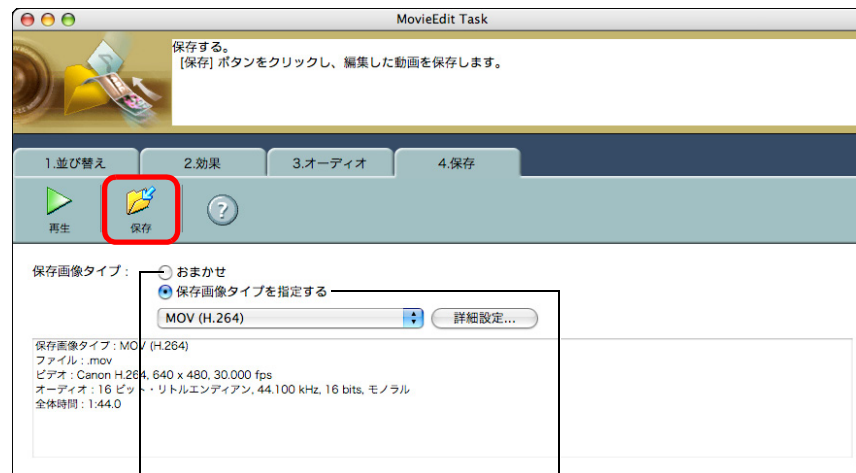 MovieEdit Task
保存する。
[保存] ボタンをクリックし、編集した動画を保存します。
1.並び替え 2.効果 3.オーディオ 4.保存
再生 保存 ?
保存画像タイプ : おまかせ
保存画像タイプを指定する
MOV (H.264) 詳細設定...
保存画像タイプ : MOV (H.264)
ファイル : .mov
ビデオ : Canon H.264, 640 x 480, 30.000 fps
オーディオ : 16 ビット・リトルエンディアン, 44.100 kHz, 16 bits, モノラル
全体時間 : 1:44.0